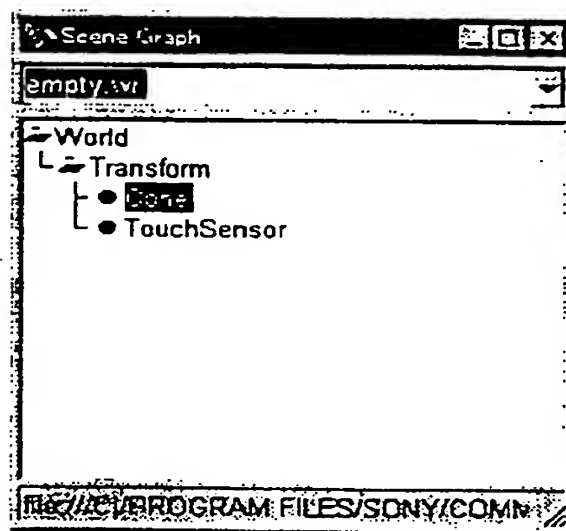 Scene Graph
empty.wrl
World
Transform
Cone
TouchSensor
file://C|/PROGRAM FILES/SONY/COMM